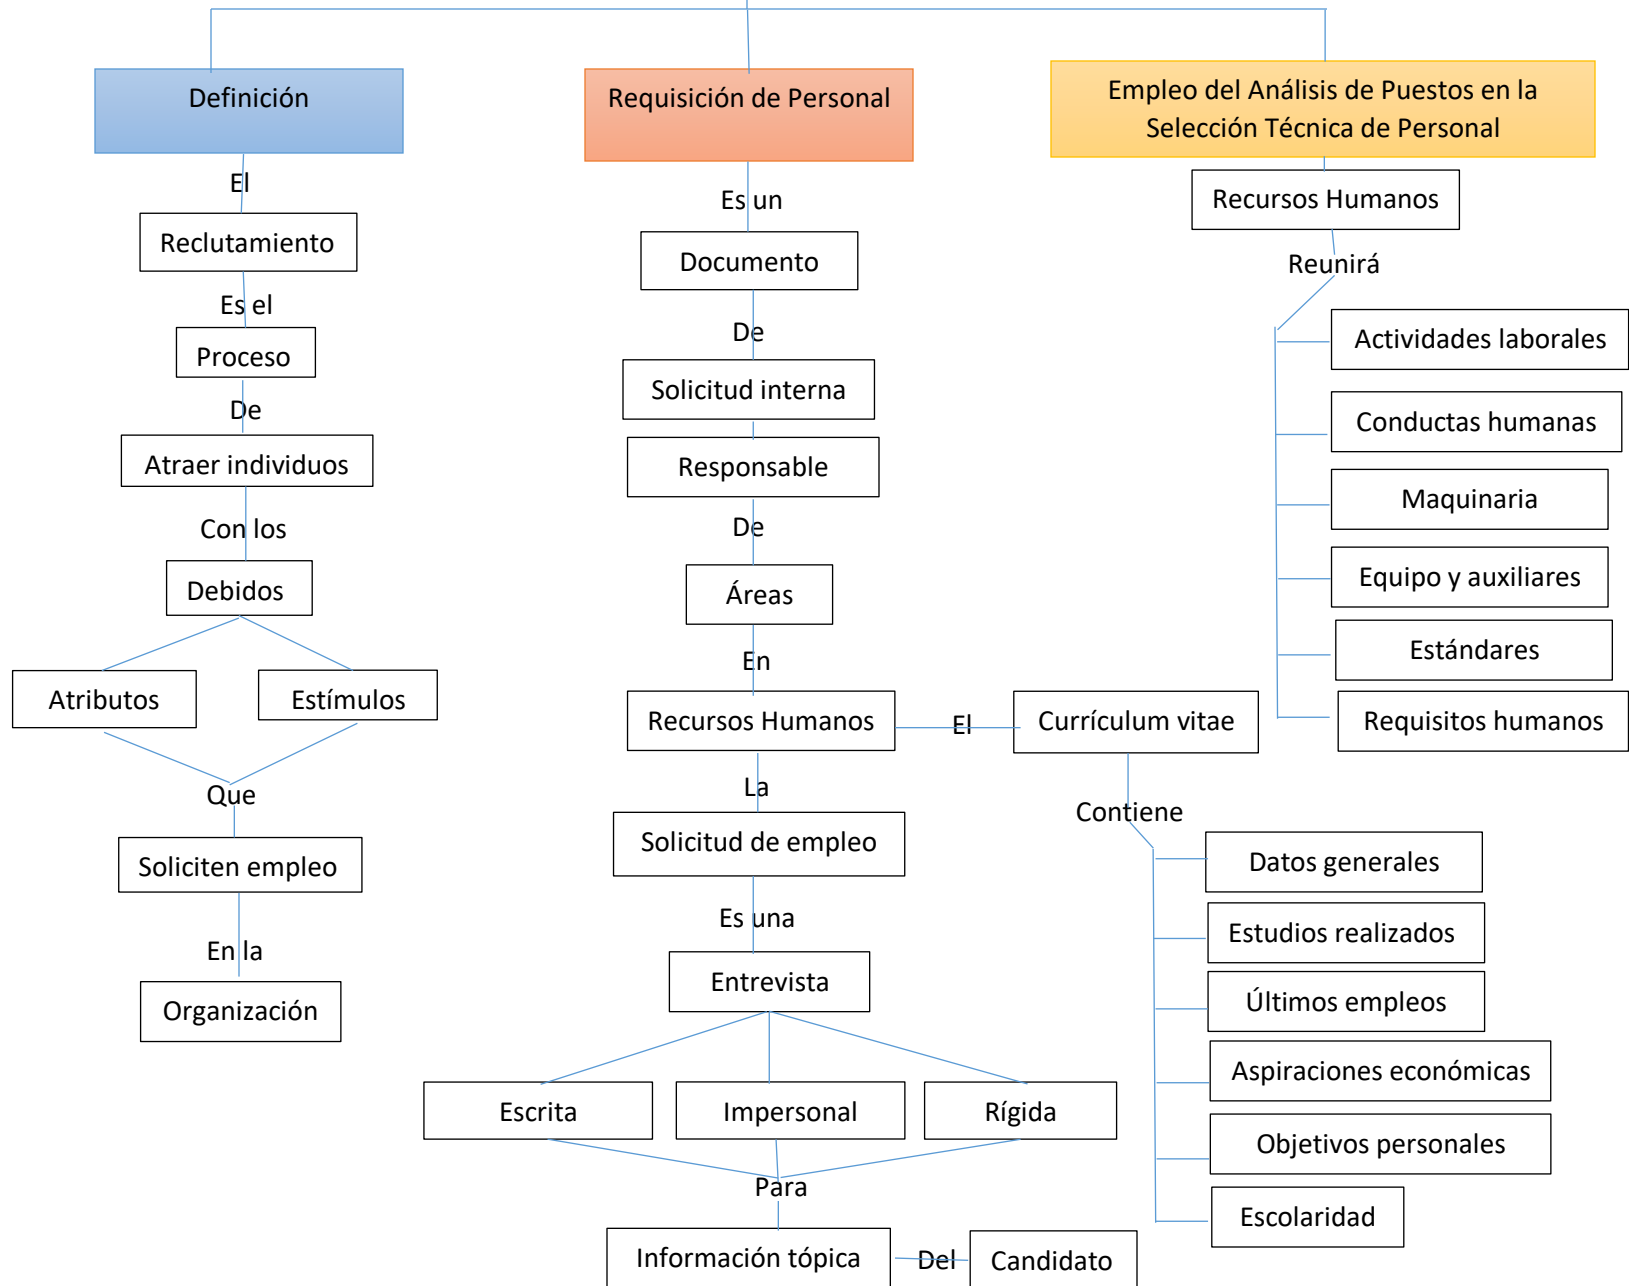 Definición
El
Reclutamiento
Es el
Proceso
De
Atraer individuos
Con los
Debidos
Atributos
Estímulos
Que
Soliciten empleo
En la
Organización
Requisición de Personal
Es un
Documento
De
Solicitud interna
Responsable
De
Áreas
En
Recursos Humanos
El
Currículum vitae
Contiene
Datos generales
Estudios realizados
Últimos empleos
Aspiraciones económicas
Objetivos personales
Escolaridad
La
Solicitud de empleo
Es una
Entrevista
Escrita
Impersonal
Rígida
Para
Información tópica
Del
Candidato
Empleo del Análisis de Puestos en la
Selección Técnica de Personal
Recursos Humanos
Reunirá
Actividades laborales
Conductas humanas
Maquinaria
Equipo y auxiliares
Estándares
Requisitos humanos